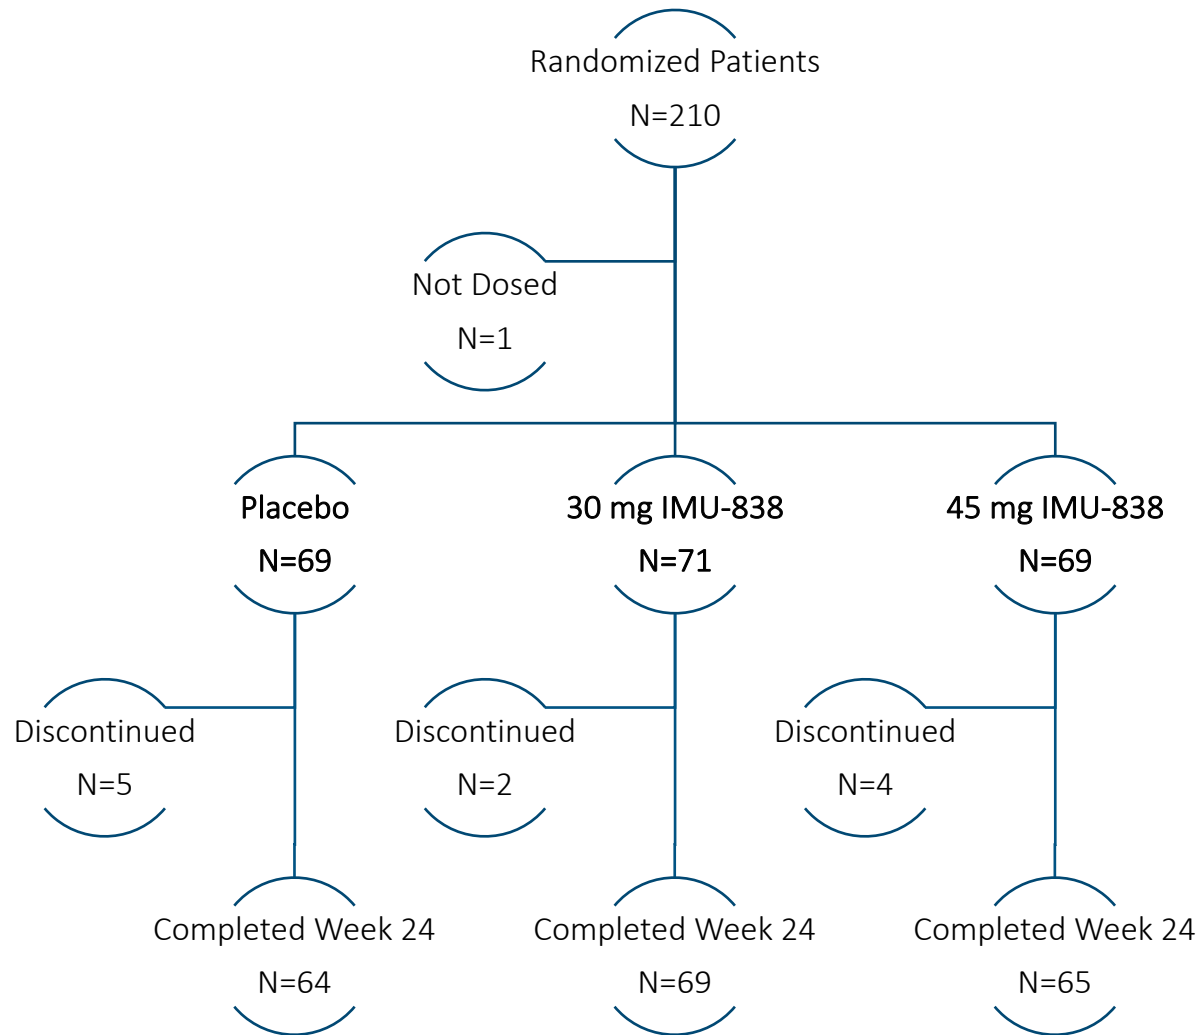 Randomized Patients
N=210
Not Dosed
N=1
Placebo
N=69
30 mg IMU-838
N=71
45 mg IMU-838
N=69
Discontinued
N=5
Discontinued
N=2
Discontinued
N=4
Completed Week 24
N=64
Completed Week 24
N=69
Completed Week 24
N=65